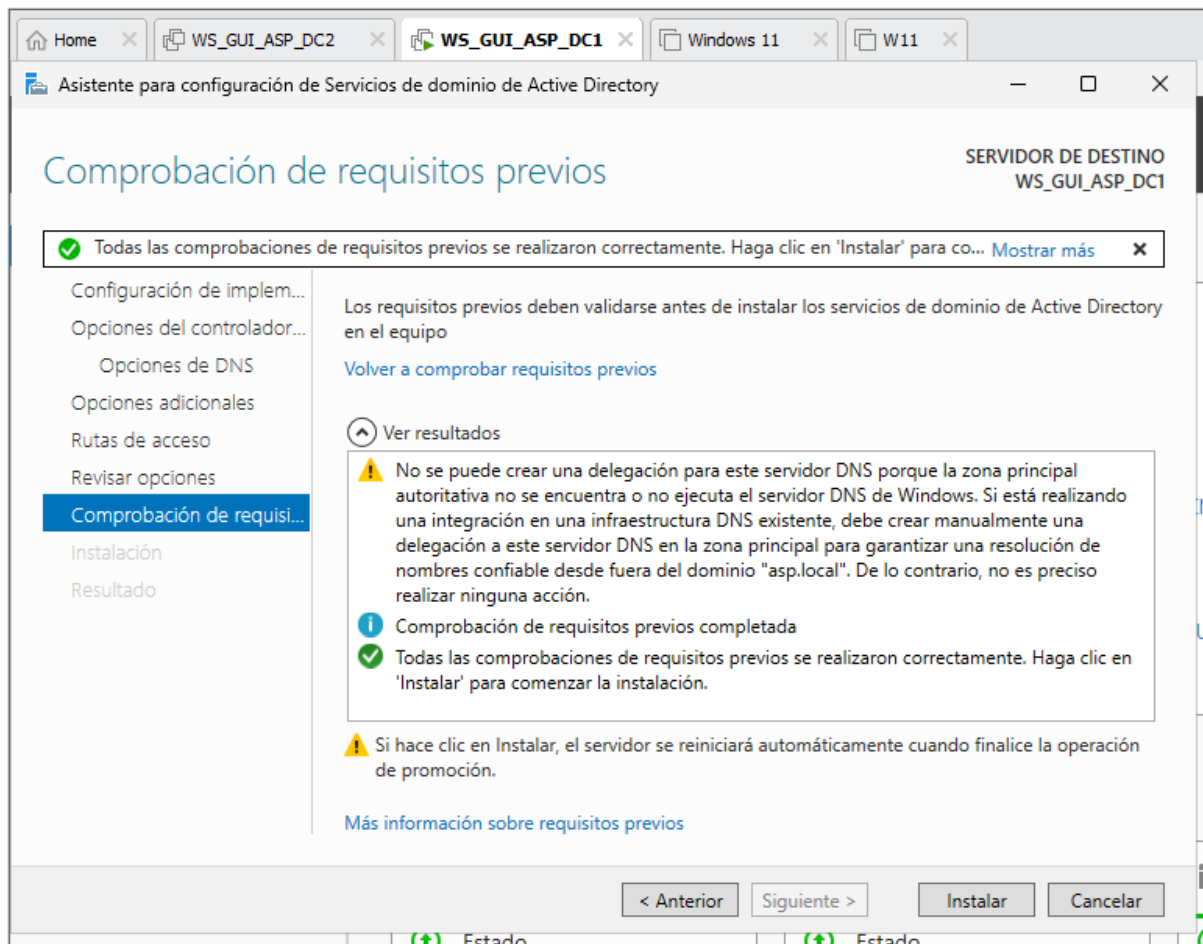 Home
WS_GUI_ASP_DC2
WS_GUI_ASP_DC1
Windows 11
W11
Asistente para configuración de Servicios de dominio de Active Directory
Comprobación de requisitos previos
SERVIDOR DE DESTINO
WS_GUI_ASP_DC1
Todas las comprobaciones de requisitos previos se realizaron correctamente. Haga clic en 'Instalar' para co... Mostrar más
Configuración de implem...
Opciones del controlador...
Opciones de DNS
Opciones adicionales
Rutas de acceso
Revisar opciones
Comprobación de requisi...
Instalación
Resultado
Los requisitos previos deben validarse antes de instalar los servicios de dominio de Active Directory
en el equipo
Volver a comprobar requisitos previos
Ver resultados
No se puede crear una delegación para este servidor DNS porque la zona principal
autoritativa no se encuentra o no ejecuta el servidor DNS de Windows. Si está realizando
una integración en una infraestructura DNS existente, debe crear manualmente una
delegación a este servidor DNS en la zona principal para garantizar una resolución de
nombres confiable desde fuera del dominio "asp.local". De lo contrario, no es preciso
realizar ninguna acción.
Comprobación de requisitos previos completada
Todas las comprobaciones de requisitos previos se realizaron correctamente. Haga clic en
'Instalar' para comenzar la instalación.
Si hace clic en Instalar, el servidor se reiniciará automáticamente cuando finalice la operación
de promoción.
Más información sobre requisitos previos
< Anterior
Siguiente >
Instalar
Cancelar
Estado
Estado